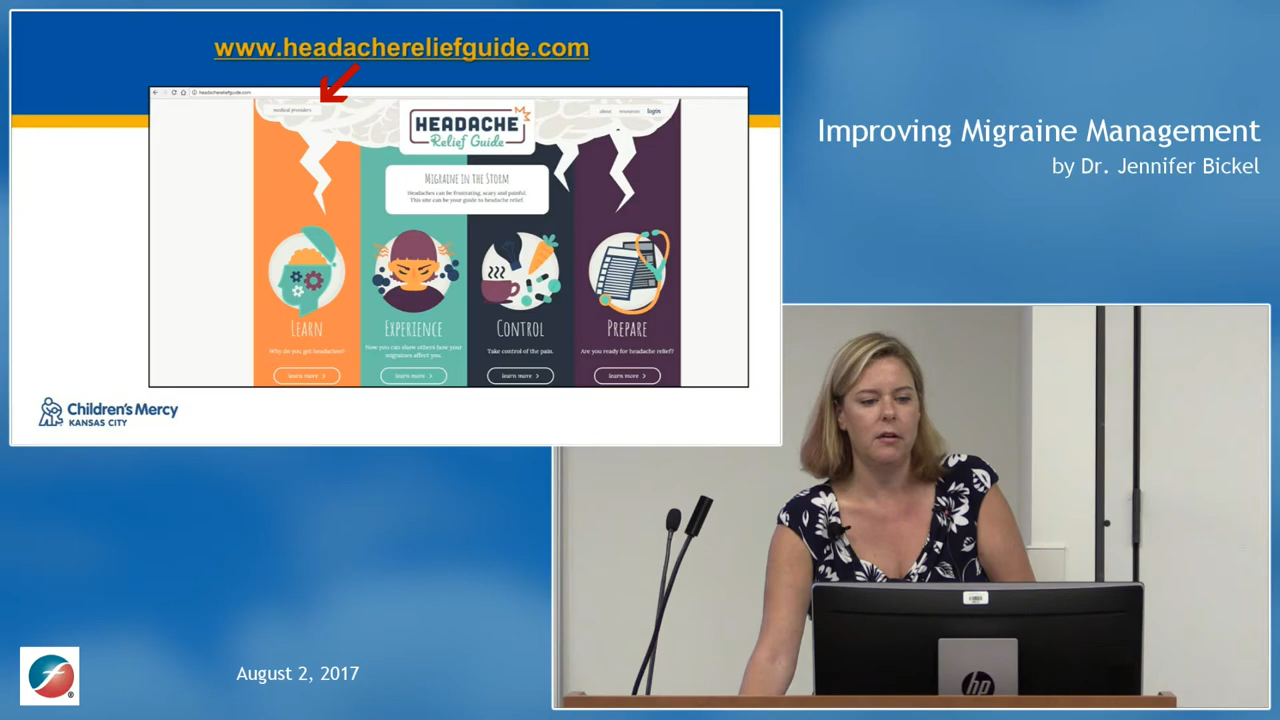 www.headachereliefguide.com
headachereliefguide.com
medical providers
about resources login
HEADACHE
Relief Guide
MIGRAINE IN THE STORM
Headaches can be frustrating, scary and painful.
This site can be your guide to headache relief.
LEARN
Why do you get headaches?
learn more >
EXPERIENCE
Now you can show others how your
migraines affect you.
learn more >
CONTROL
Take control of the pain.
learn more >
PREPARE
Are you ready for headache relief?
learn more >
Children's Mercy
KANSAS CITY
Improving Migraine Management
by Dr. Jennifer Bickel
hp
August 2, 2017
f
®